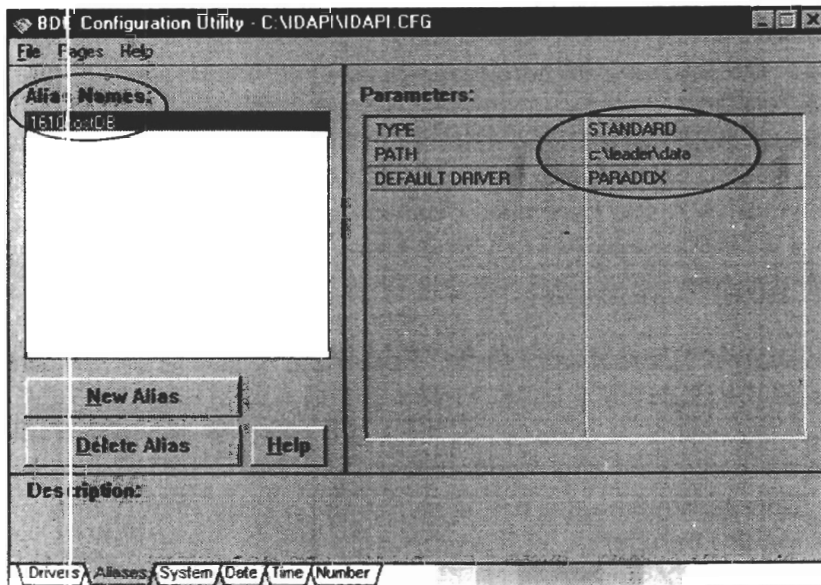 BDE Configuration Utility - C:\IDAPI\IDAPI.CFG
File Pages Help
Alias Names:
Parameters:
TYPE STANDARD
PATH c:\leader\data
DEFAULT DRIVER PARADOX
New Alias
Delete Alias Help
Description:
Drivers Aliases System Date Time Number